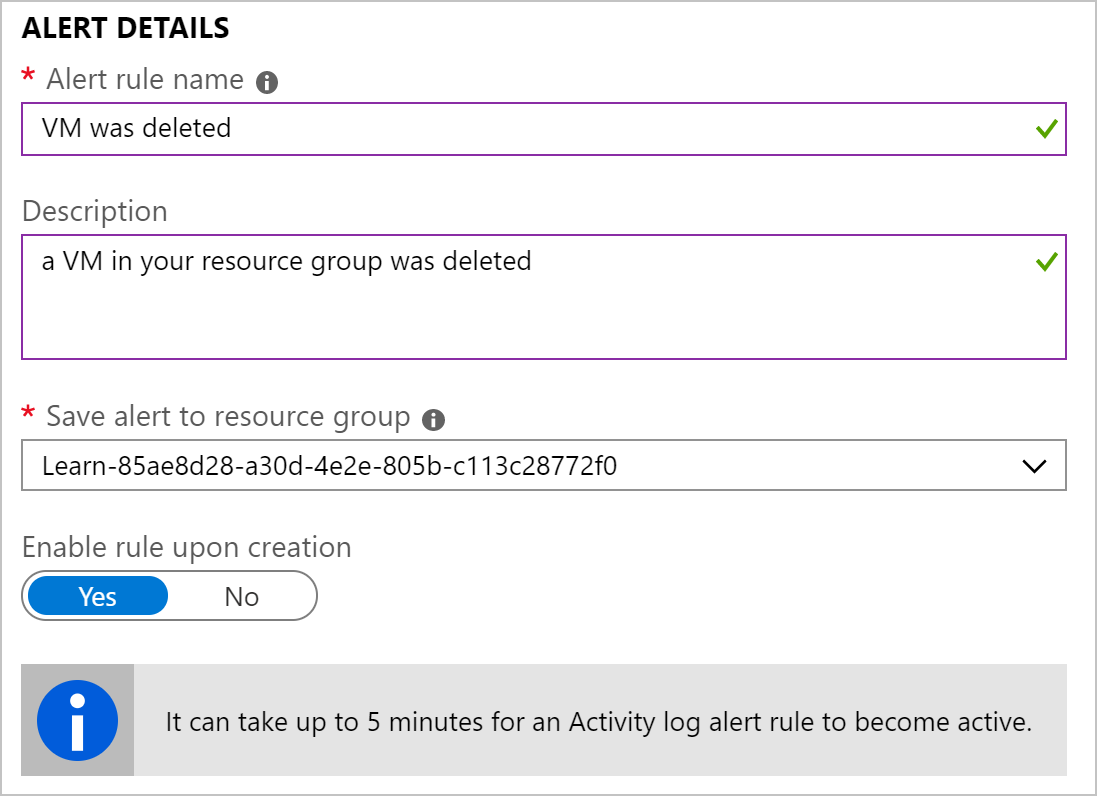 ALERT DETAILS
* Alert rule name
VM was deleted
Description
a VM in your resource group was deleted
* Save alert to resource group
Learn-85ae8d28-a30d-4e2e-805b-c113c28772f0
Enable rule upon creation
Yes No
It can take up to 5 minutes for an Activity log alert rule to become active.